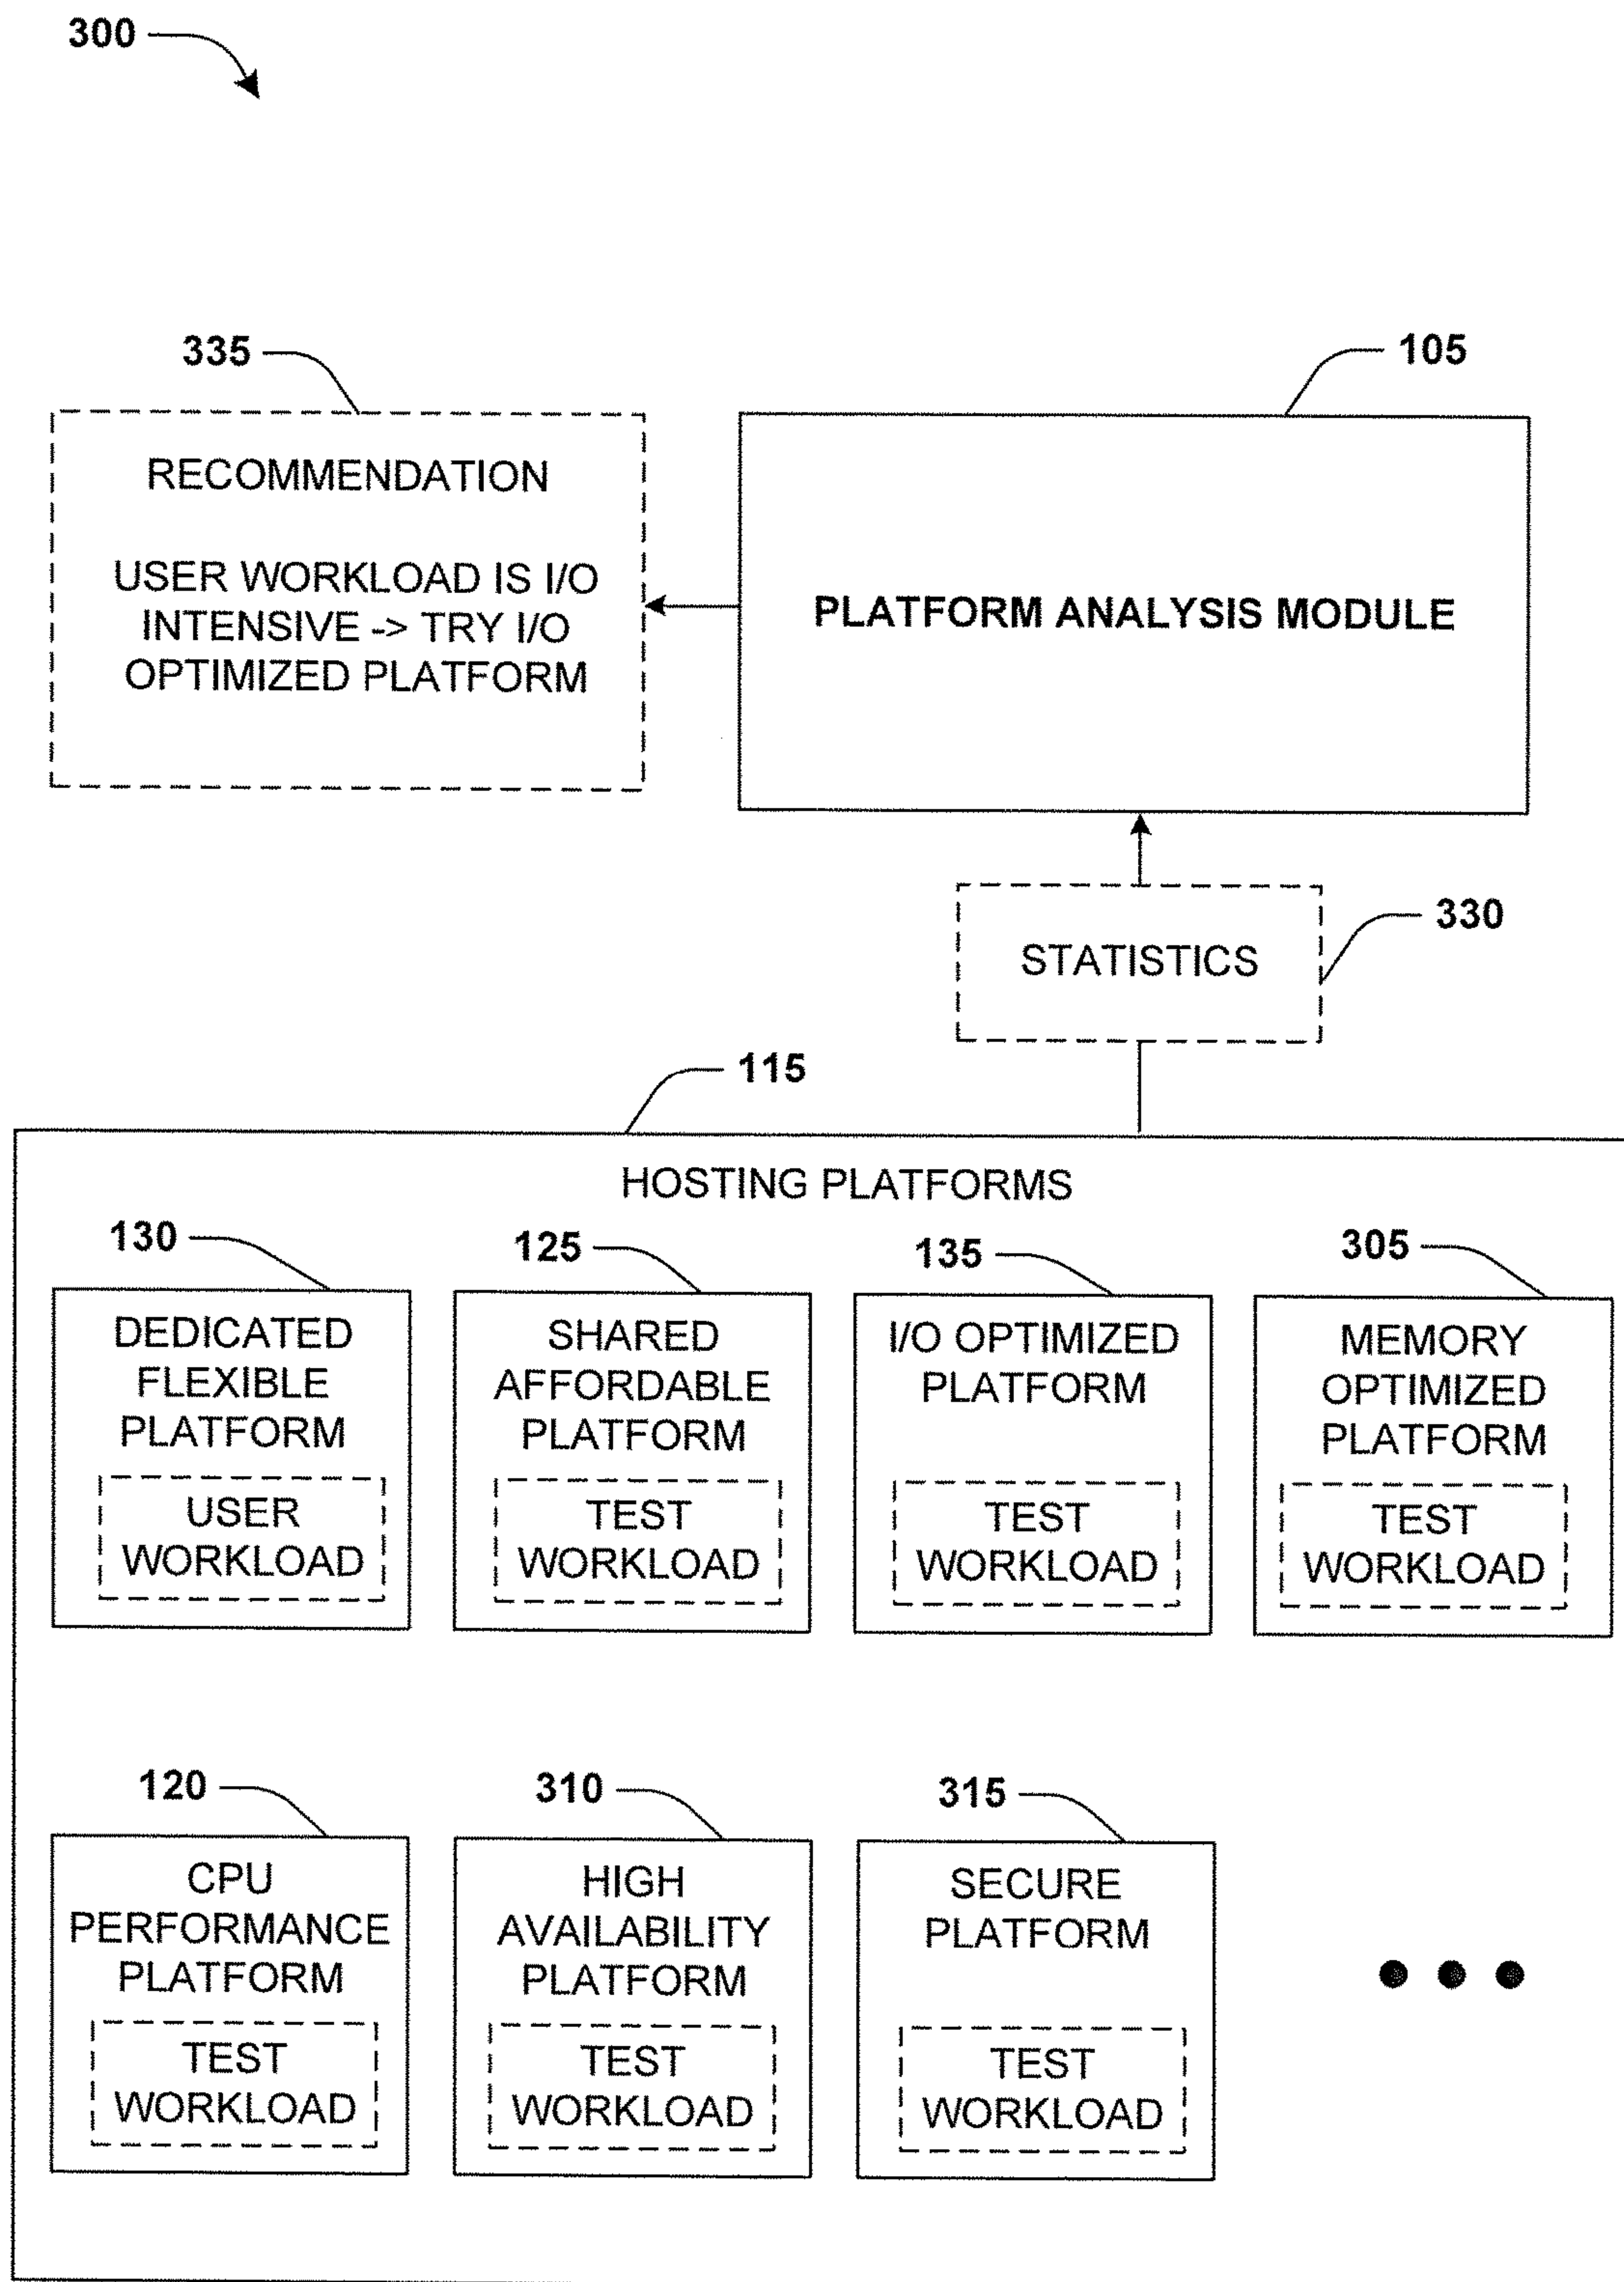 300
335
105
RECOMMENDATION
USER WORKLOAD IS I/O
INTENSIVE -> TRY I/O
OPTIMIZED PLATFORM
PLATFORM ANALYSIS MODULE
330
STATISTICS
115
HOSTING PLATFORMS
130
DEDICATED
FLEXIBLE
PLATFORM
USER
WORKLOAD
125
SHARED
AFFORDABLE
PLATFORM
TEST
WORKLOAD
135
I/O OPTIMIZED
PLATFORM
TEST
WORKLOAD
305
MEMORY
OPTIMIZED
PLATFORM
TEST
WORKLOAD
120
CPU
PERFORMANCE
PLATFORM
TEST
WORKLOAD
310
HIGH
AVAILABILITY
PLATFORM
TEST
WORKLOAD
315
SECURE
PLATFORM
TEST
WORKLOAD